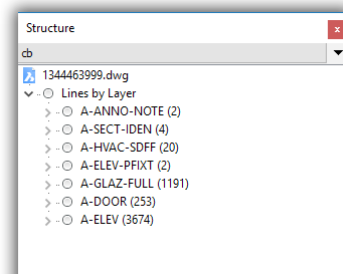 Structure
cb
1344463999.dwg
Lines by Layer
A-ANNO-NOTE (2)
A-SECT-IDEN (4)
A-HVAC-SDFF (20)
A-ELEV-PFIXT (2)
A-GLAZ-FULL (1191)
A-DOOR (253)
A-ELEV (3674)